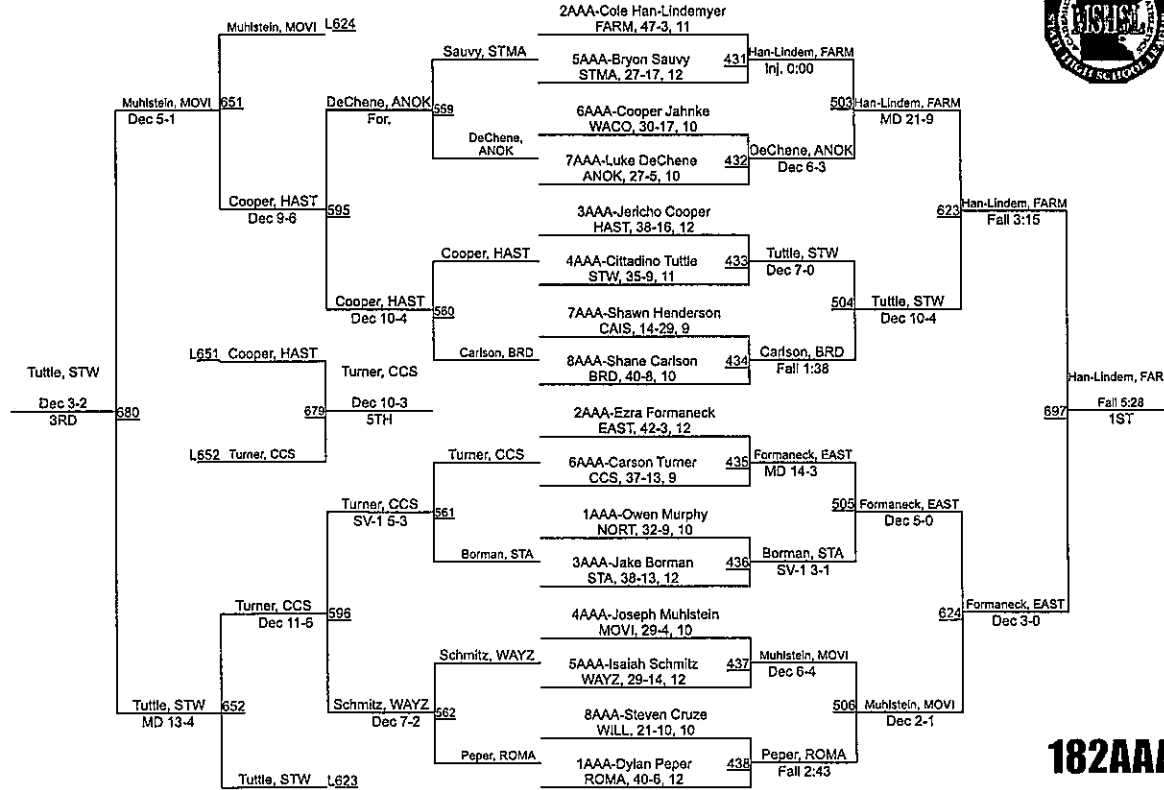 2AAA-Cole Han-Lindemyer
FARM, 47-3, 11
Muhlstein, MOVI L624
Sauvy, STMA
5AAA-Bryon Sauvy
STMA, 27-17, 12
431
Han-Lindem, FARM
Inj. 0:00
Muhlstein, MOVI
Dec 5-1
651
DeChene, ANOK
For.
559
6AAA-Cooper Jahnke
WACO, 30-17, 10
503
Han-Lindem, FARM
MD 21-9
DeChene,
ANOK
7AAA-Luke DeChene
ANOK, 27-5, 10
432
DeChene, ANOK
Dec 6-3
Cooper, HAST
Dec 9-6
595
3AAA-Jericho Cooper
HAST, 38-16, 12
623
Han-Lindem, FARM
Fall 3:15
Cooper, HAST
4AAA-Cittadino Tuttle
STW, 35-9, 11
433
Tuttle, STW
Dec 7-0
Cooper, HAST
Dec 10-4
560
7AAA-Shawn Henderson
CAIS, 14-29, 9
504
Tuttle, STW
Dec 10-4
Carlson, BRD
8AAA-Shane Carlson
BRD, 40-8, 10
434
Carlson, BRD
Fall 1:38
L651 Cooper, HAST
Tuttle, STW
Dec 3-2
3RD
680
679
Turner, CCS
Dec 10-3
5TH
2AAA-Ezra Formaneck
EAST, 42-3, 12
697
Han-Lindem, FAR
Fall 5:28
1ST
L652 Turner, CCS
Turner, CCS
6AAA-Carson Turner
CCS, 37-13, 9
435
Formaneck, EAST
MD 14-3
Turner, CCS
SV-1 5-3
561
1AAA-Owen Murphy
NORT, 32-9, 10
505
Formaneck, EAST
Dec 5-0
Borman, STA
3AAA-Jake Borman
STA, 38-13, 12
436
Borman, STA
SV-1 3-1
Turner, CCS
Dec 11-6
596
4AAA-Joseph Muhlstein
MOVI, 29-4, 10
624
Formaneck, EAST
Dec 3-0
Schmitz, WAYZ
5AAA-Isaiah Schmitz
WAYZ, 29-14, 12
437
Muhlstein, MOVI
Dec 6-4
Tuttle, STW
MD 13-4
652
Schmitz, WAYZ
Dec 7-2
562
8AAA-Steven Cruze
WILL, 21-10, 10
506
Muhlstein, MOVI
Dec 2-1
Peper, ROMA
1AAA-Dylan Peper
ROMA, 40-6, 12
438
Peper, ROMA
Fall 2:43
Tuttle, STW L623
182AAA
MSHSL
STATE HIGH SCHOOL LEAGUE